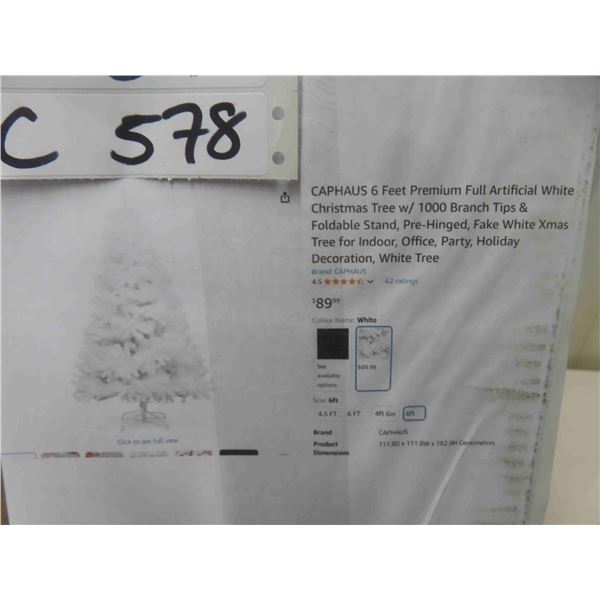 C 578
CAPHAUS 6 Feet Premium Full Artificial White
Christmas Tree w/ 1000 Branch Tips &
Foldable Stand, Pre-Hinged, Fake White Xmas
Tree for Indoor, Office, Party, Holiday
Decoration, White Tree
Brand: CAPHAUS
4.5 62 ratings
$89.99
Colour Name: White
See
available
options
$89.99
Size: 6ft
4.5 FT 6 FT 4ft 6in 6ft
Brand CAPHAUS
Product 111.8D x 111.8W x 182.9H Centimetres
Dimensions
Click to see full view